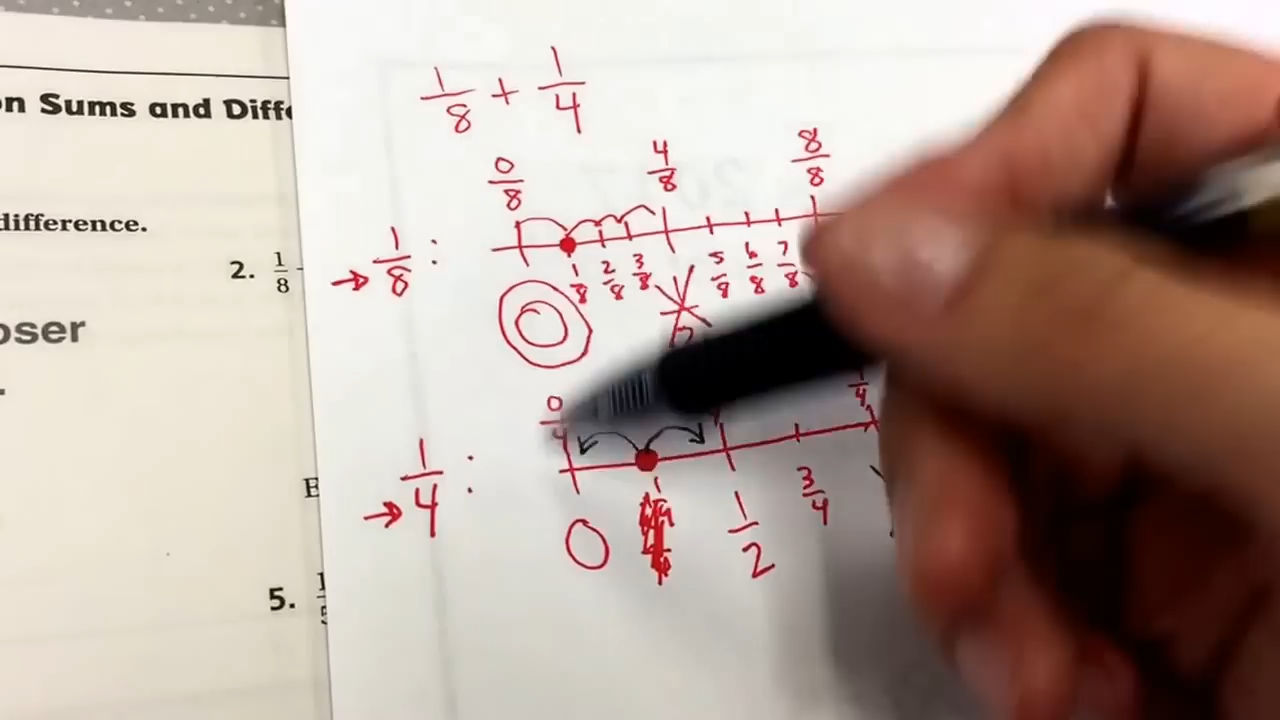 on Sums and Diffe
difference.
2. 1/8 -
oser
5.
1/8 + 1/4
0/8 4/8 8/8
→ 1/8 :
1/8 2/8 3/8 5/8 6/8 7/8
0
0/4
→ 1/4 :
0 1/2 3/4